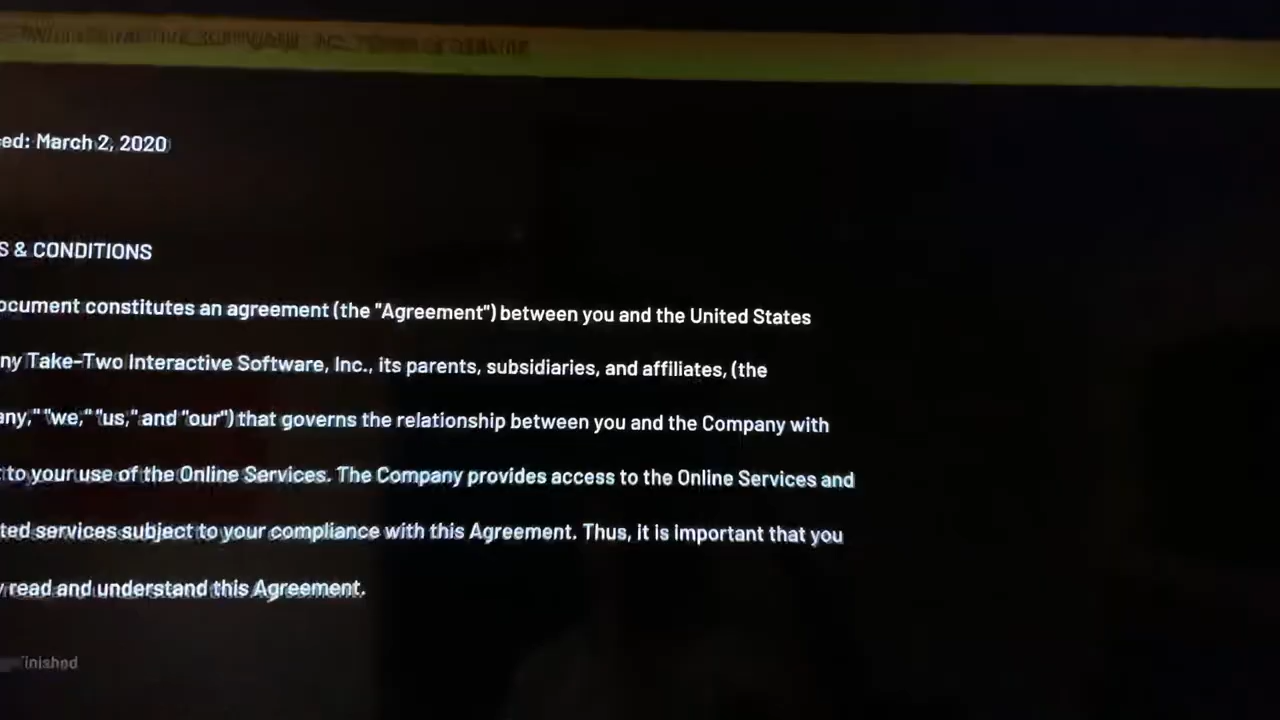 INC. TERMS OF SERVICE
ed: March 2, 2020
S & CONDITIONS
ocument constitutes an agreement (the "Agreement") between you and the United States
ny Take-Two Interactive Software, Inc., its parents, subsidiaries, and affiliates, (the
any," "we," "us," and "our") that governs the relationship between you and the Company with
to your use of the Online Services. The Company provides access to the Online Services and
ted services subject to your compliance with this Agreement. Thus, it is important that you
y read and understand this Agreement.
inished